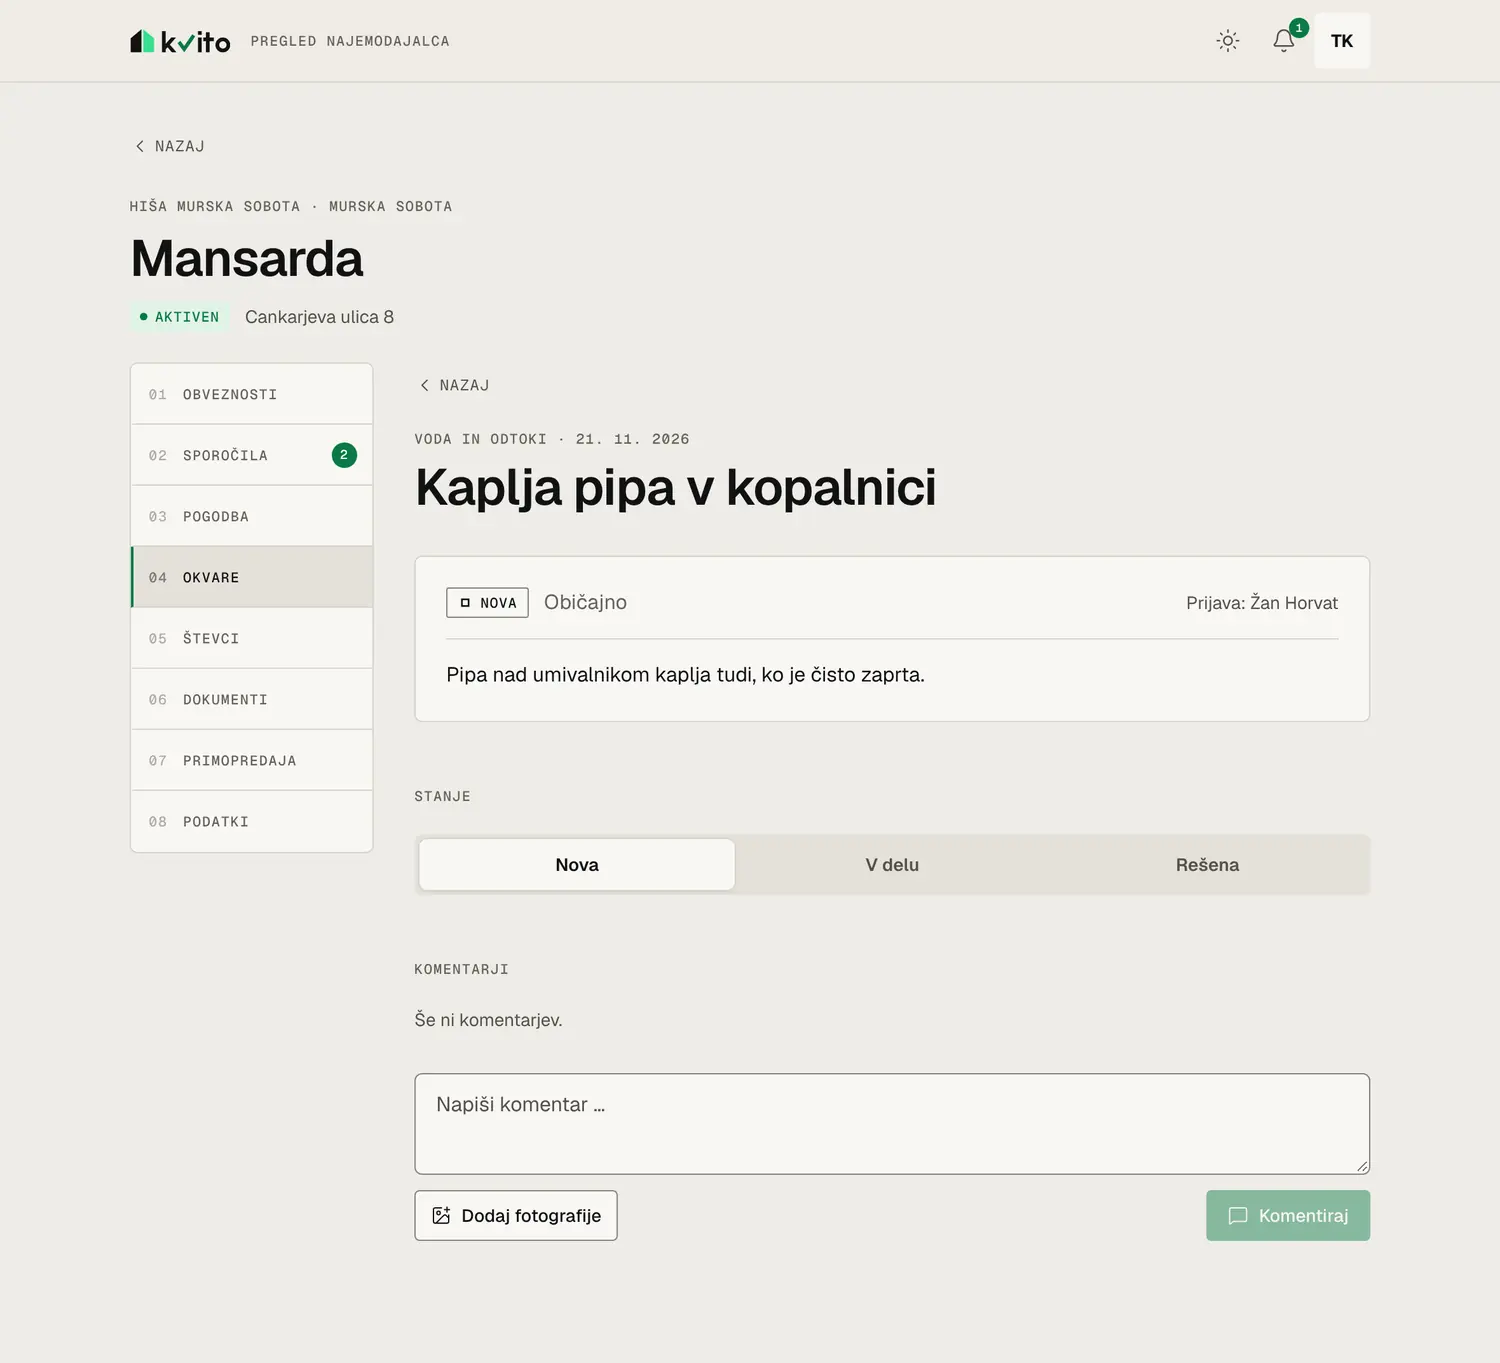 kvito PREGLED NAJEMODAJALCA 1 TK
NAZAJ
HIŠA MURSKA SOBOTA · MURSKA SOBOTA
Mansarda
AKTIVEN Cankarjeva ulica 8
01 OBVEZNOSTI
02 SPOROČILA 2
03 POGODBA
04 OKVARE
05 ŠTEVCI
06 DOKUMENTI
07 PRIMOPREDAJA
08 PODATKI
NAZAJ
VODA IN ODTOKI · 21. 11. 2026
Kaplja pipa v kopalnici
NOVA Običajno Prijava: Žan Horvat
Pipa nad umivalnikom kaplja tudi, ko je čisto zaprta.
STANJE
Nova V delu Rešena
KOMENTARJI
Še ni komentarjev.
Napiši komentar …
Dodaj fotografije Komentiraj